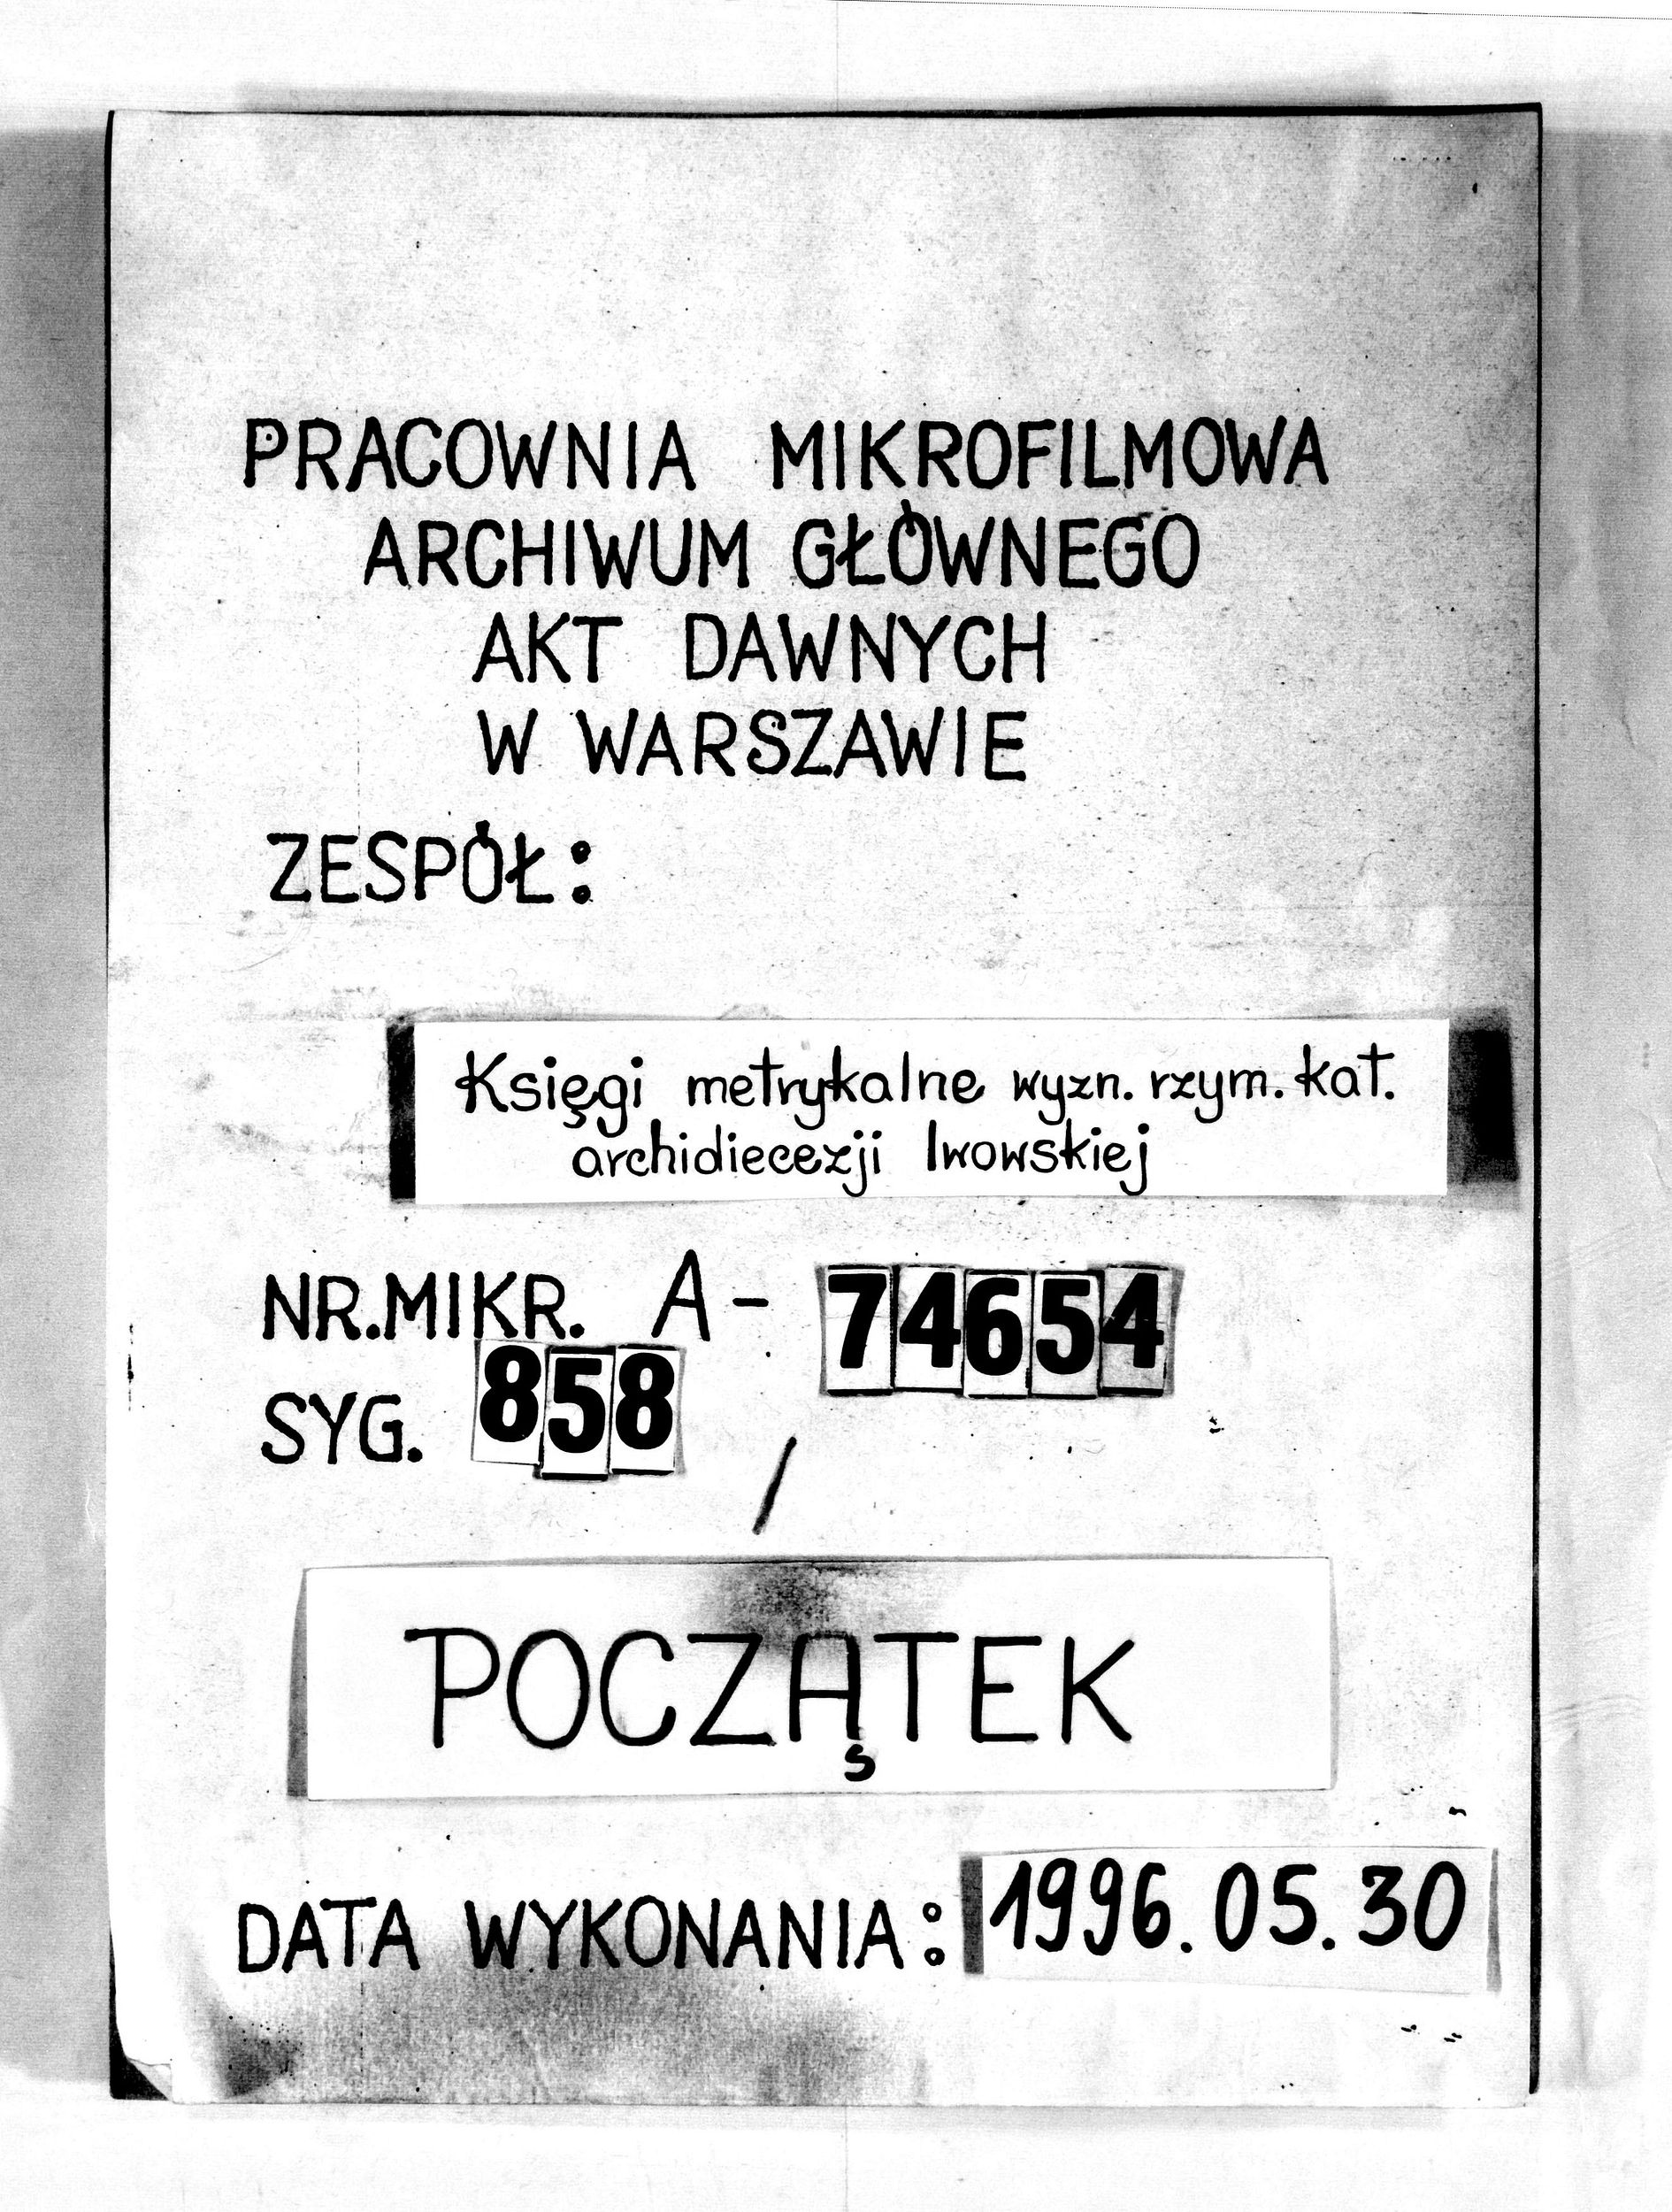 PRACOWNIA MIKROFILMOWA
ARCHIWUM GŁÓWNEGO
AKT DAWNYCH
W WARSZAWIE
ZESPÓŁ:
Księgi metrykalne wyzn. rzym. kat.
archidiecezji lwowskiej
NR.MIKR. A- 74654
SYG. 858 /
POCZĄTEK
DATA WYKONANIA: 1996.05.30